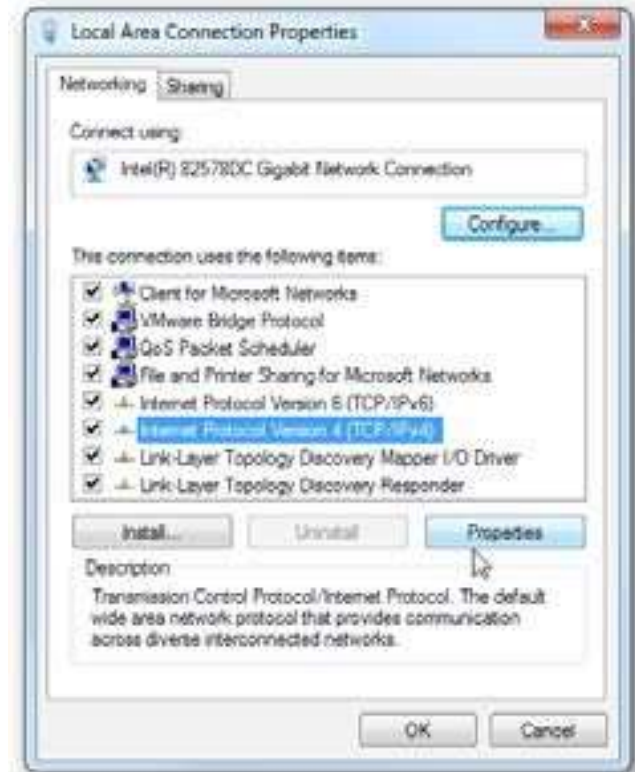 Local Area Connection Properties
Networking Sharing
Connect using:
Intel(R) 82578DC Gigabit Network Connection
Configure...
This connection uses the following items:
Client for Microsoft Networks
VMware Bridge Protocol
QoS Packet Scheduler
File and Printer Sharing for Microsoft Networks
Internet Protocol Version 6 (TCP/IPv6)
Internet Protocol Version 4 (TCP/IPv4)
Link-Layer Topology Discovery Mapper I/O Driver
Link-Layer Topology Discovery Responder
Install... Uninstall Properties
Description
Transmission Control Protocol/Internet Protocol. The default
wide area network protocol that provides communication
across diverse interconnected networks.
OK Cancel